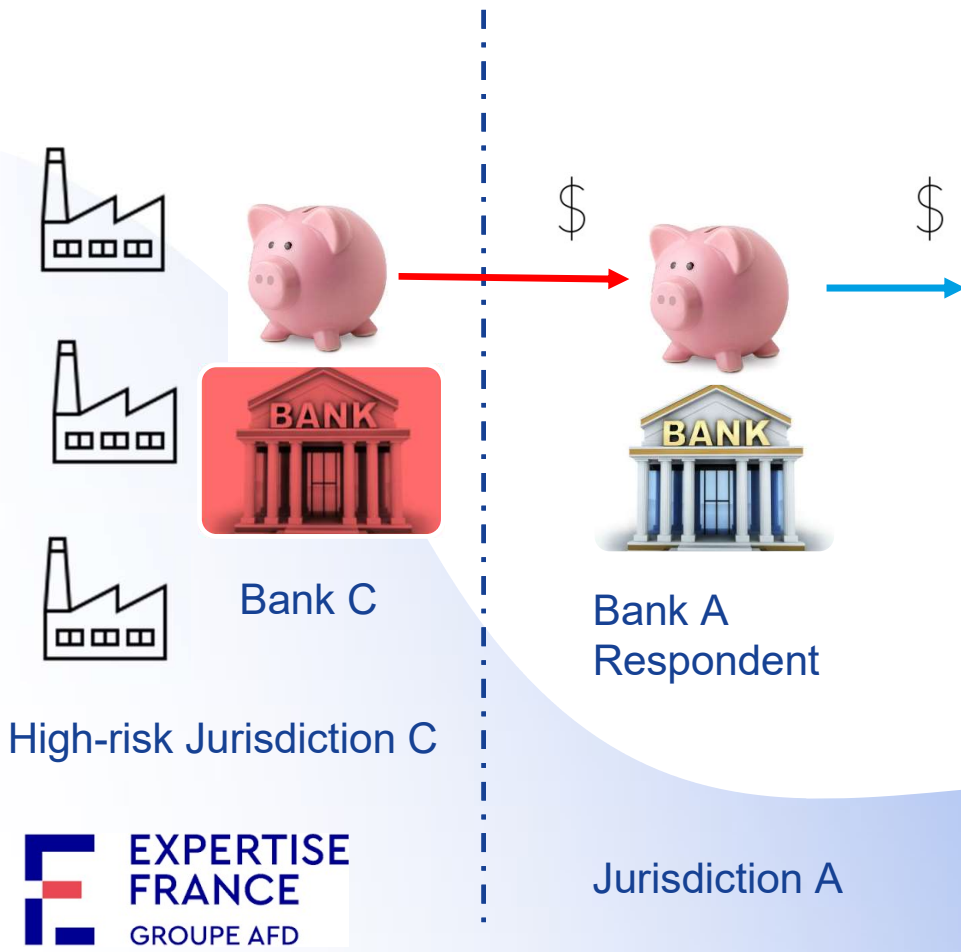 $
$
BANK
BANK
Bank C
Bank A
Respondent
High-risk Jurisdiction C
Jurisdiction A
EXPERTISE
FRANCE
GROUPE AFD